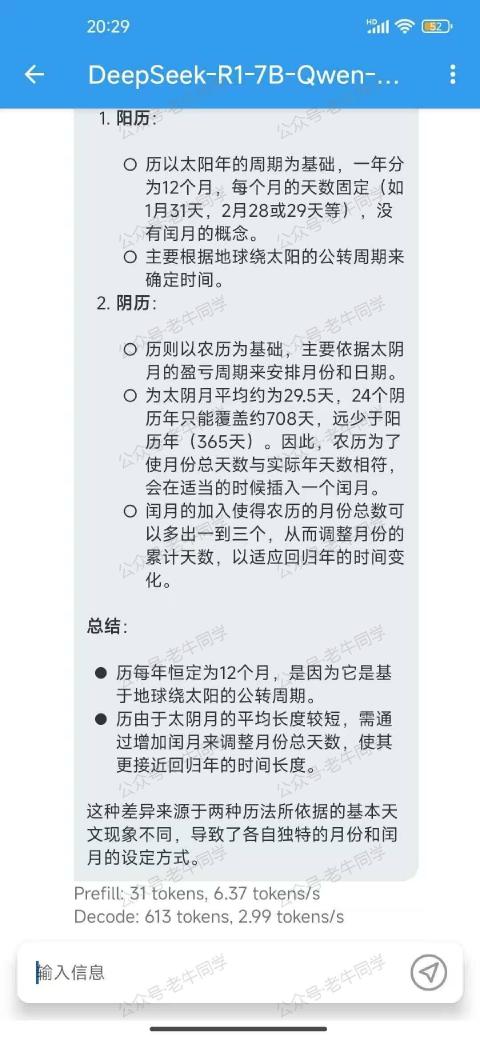 20:29
HD
52
DeepSeek-R1-7B-Qwen-...
1. 阳历:
历以太阳年的周期为基础，一年分
为12个月，每个月的天数固定（如
1月31天，2月28或29天等），没
有闰月的概念。
主要根据地球绕太阳的公转周期来
确定时间。
2. 阴历:
历则以农历为基础，主要依据太阴
月的盈亏周期来安排月份和日期。
为太阴月平均约为29.5天，24个阴
历年只能覆盖约708天，远少于阳
历年（365天）。因此，农历为了
使月份总天数与实际年天数相符，
会在适当的时候插入一个闰月。
闰月的加入使得农历的月份总数可
以多出一到三个，从而调整月份的
累计天数，以适应回归年的时间变
化。
总结:
历每年恒定为12个月，是因为它是基
于地球绕太阳的公转周期。
历由于太阴月的平均长度较短，需通
过增加闰月来调整月份总天数，使其
更接近回归年的时间长度。
这种差异来源于两种历法所依据的基本天
文现象不同，导致了各自独特的月份和闰
月的设定方式。
Prefill: 31 tokens, 6.37 tokens/s
Decode: 613 tokens, 2.99 tokens/s
输入信息
公众号·老牛同学